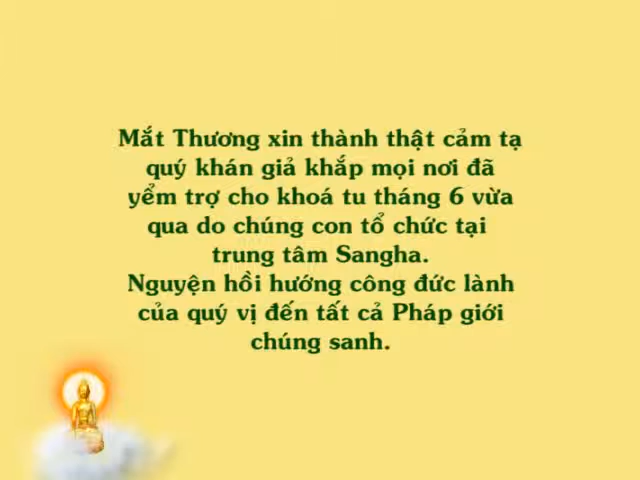 Mắt Thương xin thành thật cảm tạ
quý khán giả khắp mọi nơi đã
yểm trợ cho khoá tu tháng 6 vừa
qua do chúng con tổ chức tại
trung tâm Sangha.
Nguyện hồi hướng công đức lành
của quý vị đến tất cả Pháp giới
chúng sanh.